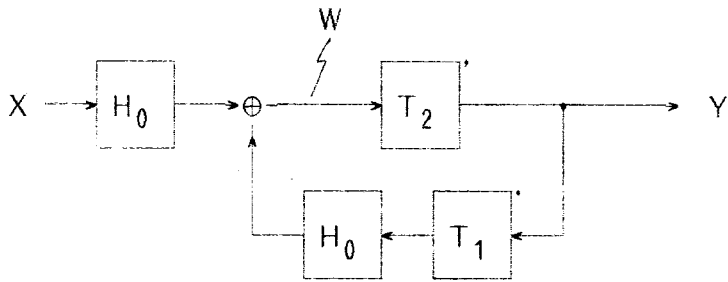 W
X H₀ ⊕ T₂' Y
H₀ T₁'